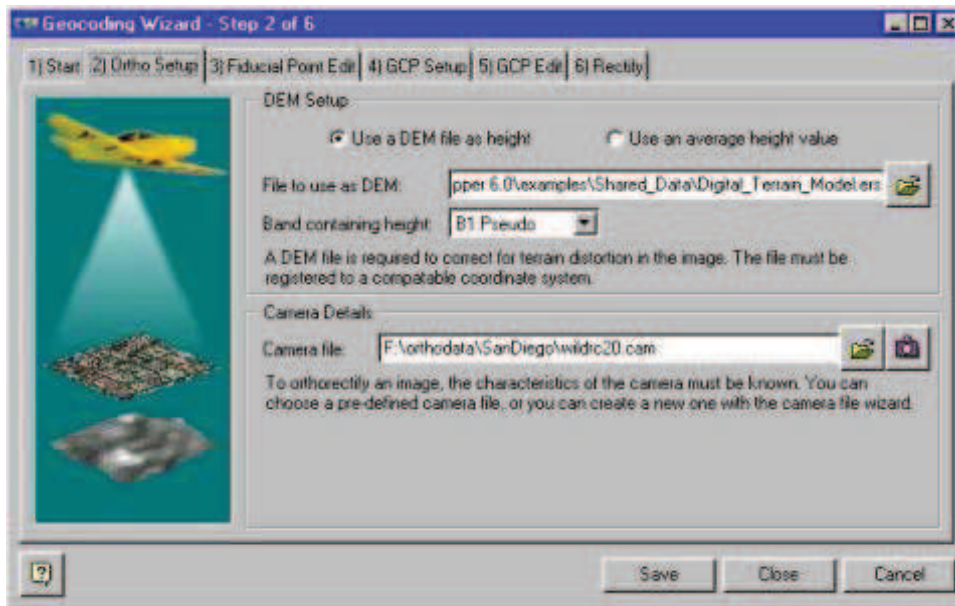 Geocoding Wizard - Step 2 of 6
1) Start 2) Ortho Setup 3) Fiducial Point Edit 4) GCP Setup 5) GCP Edit 6) Rectify
DEM Setup
Use a DEM file as height Use an average height value
File to use as DEM: pper 6.0\examples\Shared_Data\Digital_Terrain_Model.ers
Band containing height: B1 Pseudo
A DEM file is required to correct for terrain distortion in the image. The file must be
registered to a compatable coordinate system.
Camera Details
Camera file: F:\orthodata\SanDiego\wildrc20.cam
To orthorectify an image, the characteristics of the camera must be known. You can
choose a pre-defined camera file, or you can create a new one with the camera file wizard.
Save Close Cancel